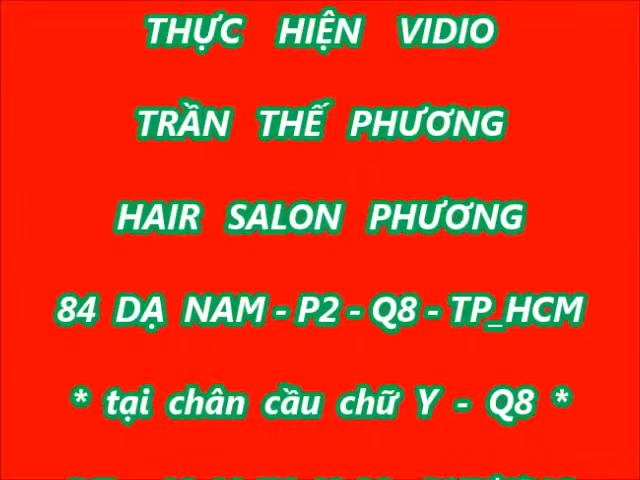 THỰC HIỆN VIDIO
TRẦN THẾ PHƯƠNG
HAIR SALON PHƯƠNG
84 DẠ NAM - P2 - Q8 - TP_HCM
* tại chân cầu chữ Y - Q8 *